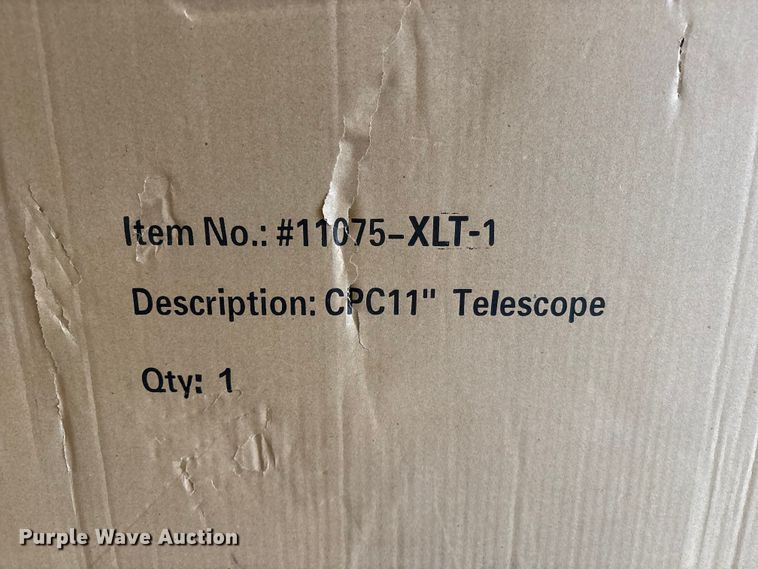 Item No.: #11075-XLT-1
Description: CPC11" Telescope
Qty: 1
Purple Wave Auction